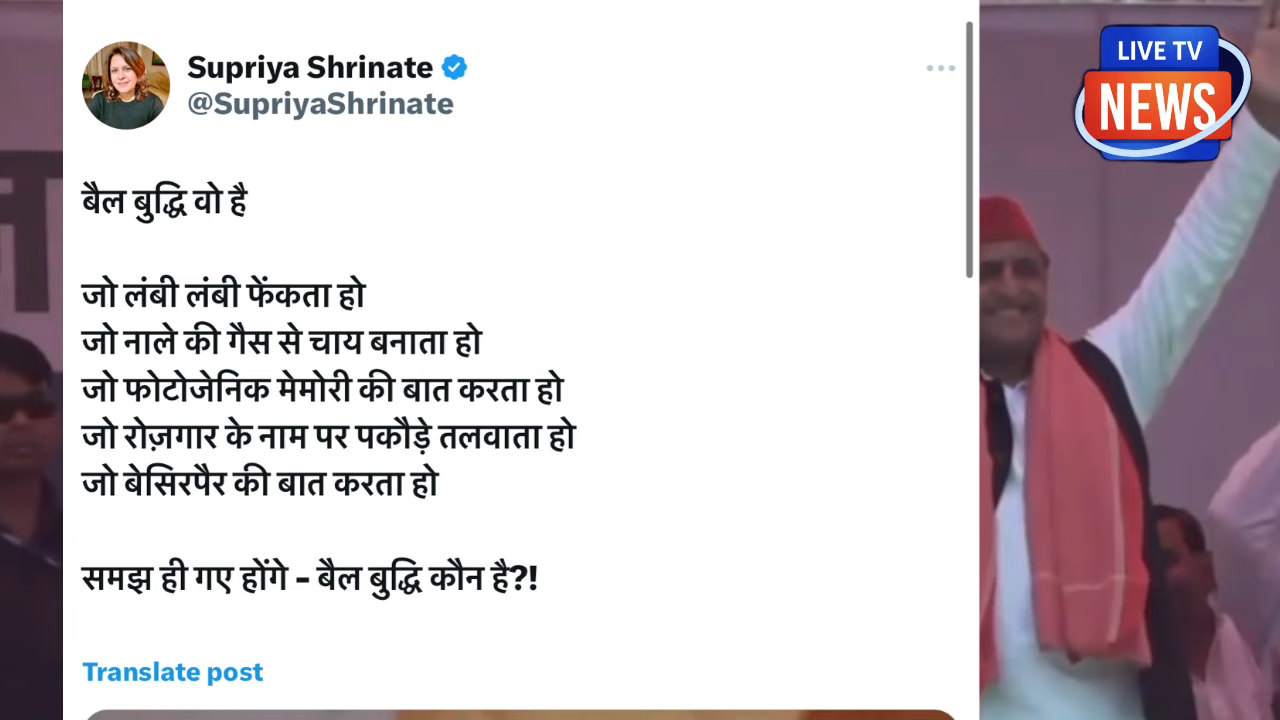 Supriya Shrinate
@SupriyaShrinate
बैल बुद्धि वो है
जो लंबी लंबी फेंकता हो
जो नाले की गैस से चाय बनाता हो
जो फोटोजेनिक मेमोरी की बात करता हो
जो रोज़गार के नाम पर पकौड़े तलवाता हो
जो बेसिरपैर की बात करता हो
समझ ही गए होंगे - बैल बुद्धि कौन है?!
Translate post
LIVE TV
NEWS